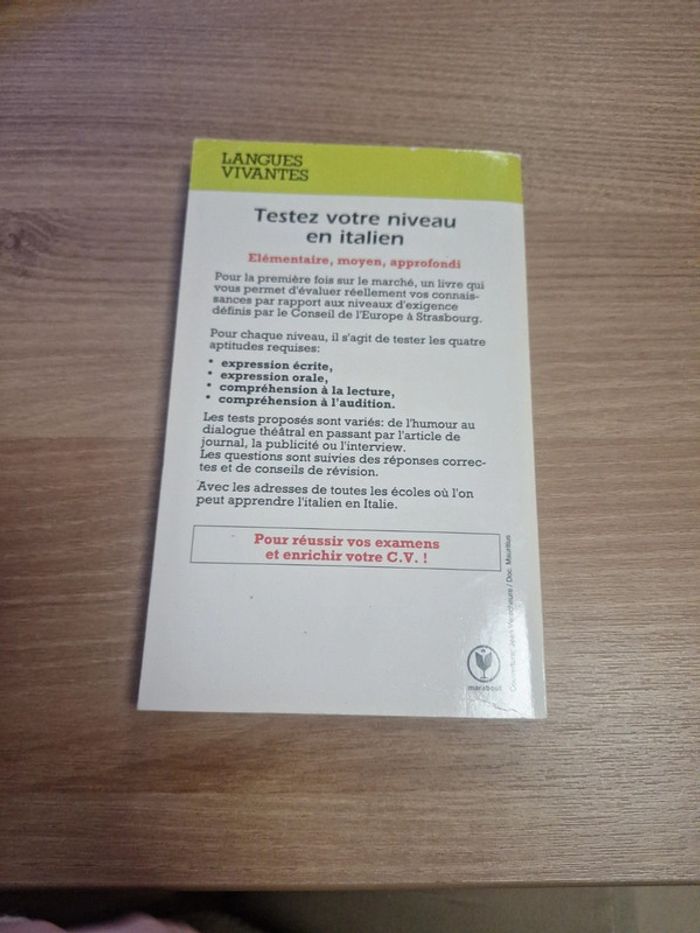 LANGUES
VIVANTES
Testez votre niveau
en italien
Elémentaire, moyen, approfondi
Pour la première fois sur le marché, un livre qui
vous permet d'évaluer réellement vos connais-
sances par rapport aux niveaux d'exigence
définis par le Conseil de l'Europe à Strasbourg.
Pour chaque niveau, il s'agit de tester les quatre
aptitudes requises:
• expression écrite,
• expression orale,
• compréhension à la lecture,
• compréhension à l'audition.
Les tests proposés sont variés: de l'humour au
dialogue théâtral en passant par l'article de
journal, la publicité ou l'interview.
Les questions sont suivies des réponses correc-
tes et de conseils de révision.
Avec les adresses de toutes les écoles où l'on
peut apprendre l'italien en Italie.
Pour réussir vos examens
et enrichir votre C.V. !
marabout
Couverture: Jean / Doc. Mauritius